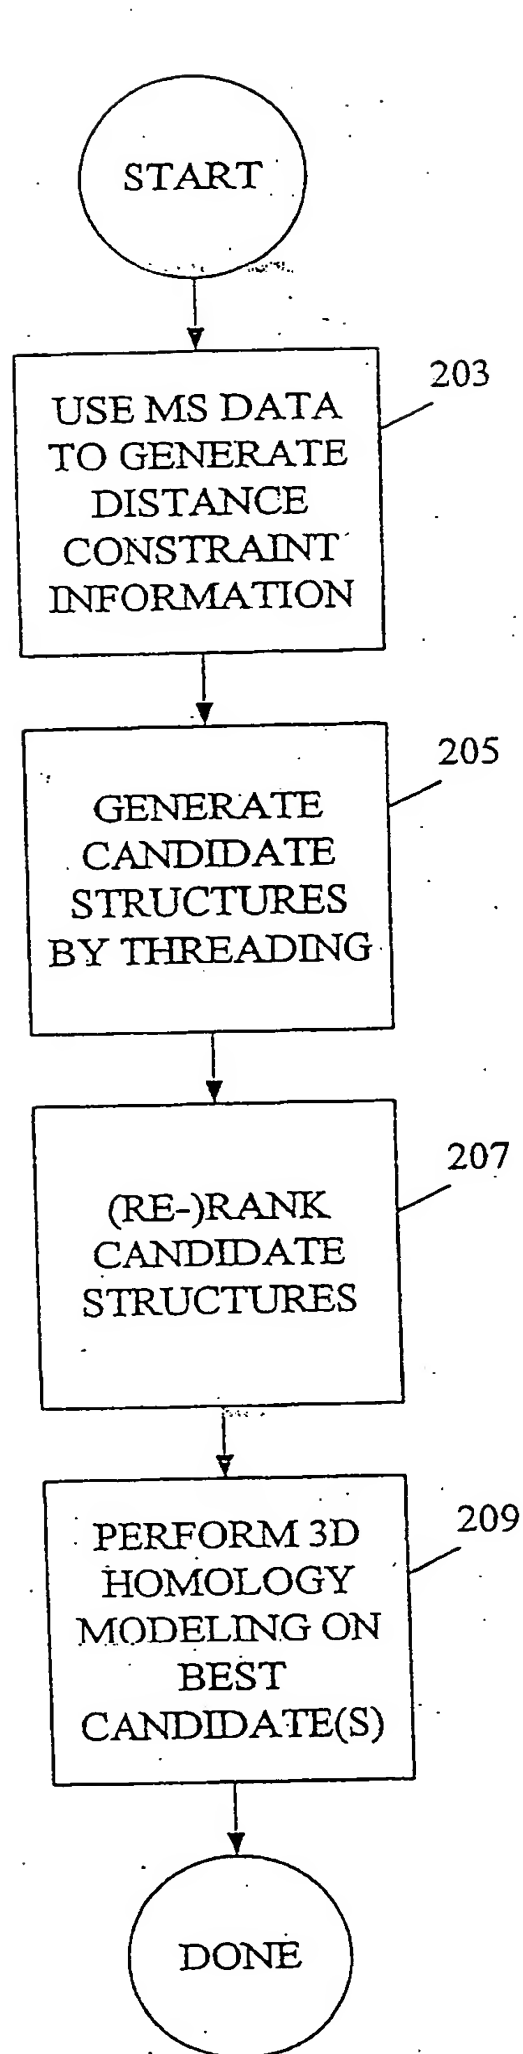 START
203
USE MS DATA
TO GENERATE
DISTANCE
CONSTRAINT
INFORMATION
205
GENERATE
CANDIDATE
STRUCTURES
BY THREADING
207
(RE-)RANK
CANDIDATE
STRUCTURES
209
PERFORM 3D
HOMOLOGY
MODELING ON
BEST
CANDIDATE(S)
DONE